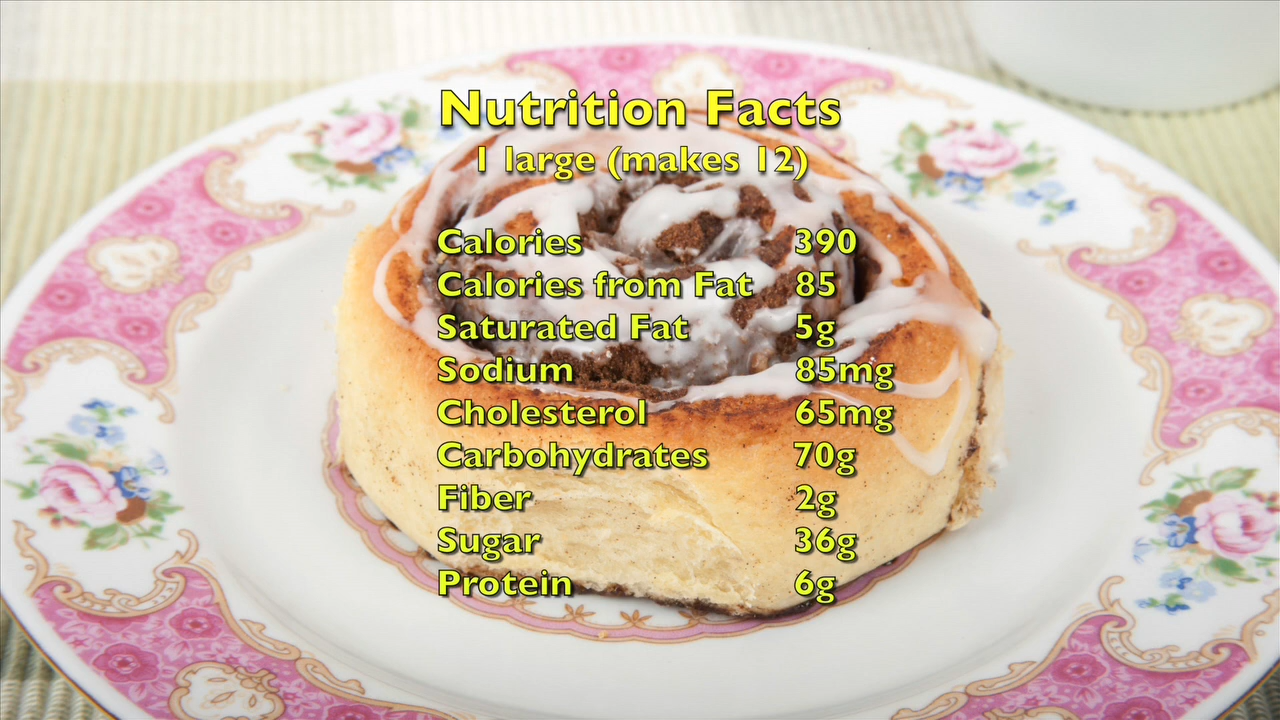 Nutrition Facts
1 large (makes 12)
Calories 390
Calories from Fat 85
Saturated Fat 5g
Sodium 85mg
Cholesterol 65mg
Carbohydrates 70g
Fiber 2g
Sugar 36g
Protein 6g